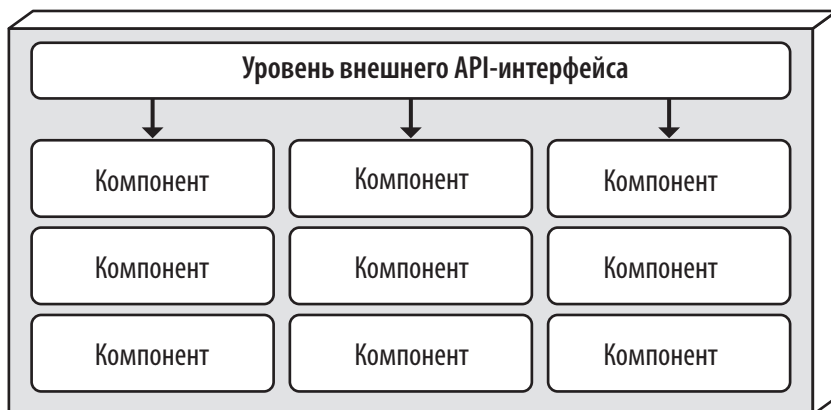 Уровень внешнего API-интерфейса
Компонент
Компонент
Компонент
Компонент
Компонент
Компонент
Компонент
Компонент
Компонент